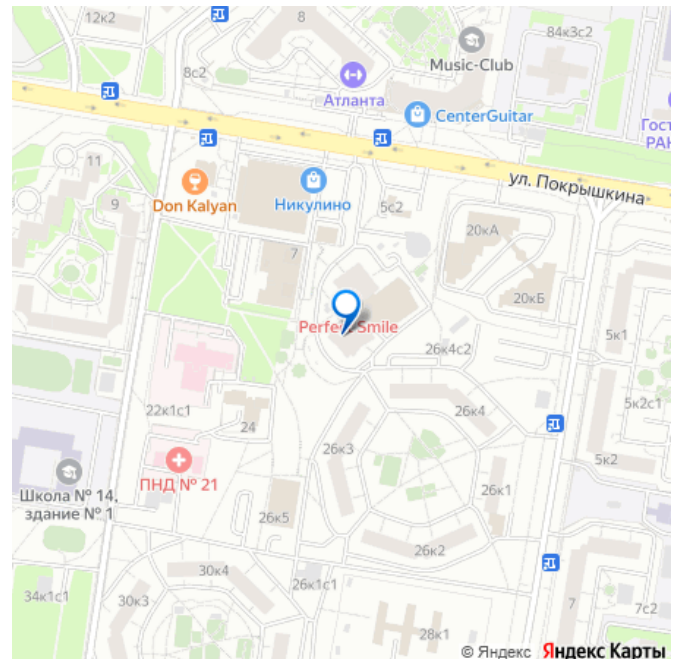 12к2
8
84к3с2
Music-Club
8с2
Атланта
CenterGuitar
Гост
РАН
11
ул. Покрышкина
Don Kalyan
Никулино
9
5с2
20кА
7
20кБ
Perfect Smile
5к1
26к4с2
22к1с1
26к4
5к2с1
24
26к3
5к2
ПНД № 21
26к1
Школа № 14,
здание № 1
26к5
26к2
30к4
26к1с1
34к1с1
30к3
7
7с2
28к1
© Яндекс Яндекс Карты